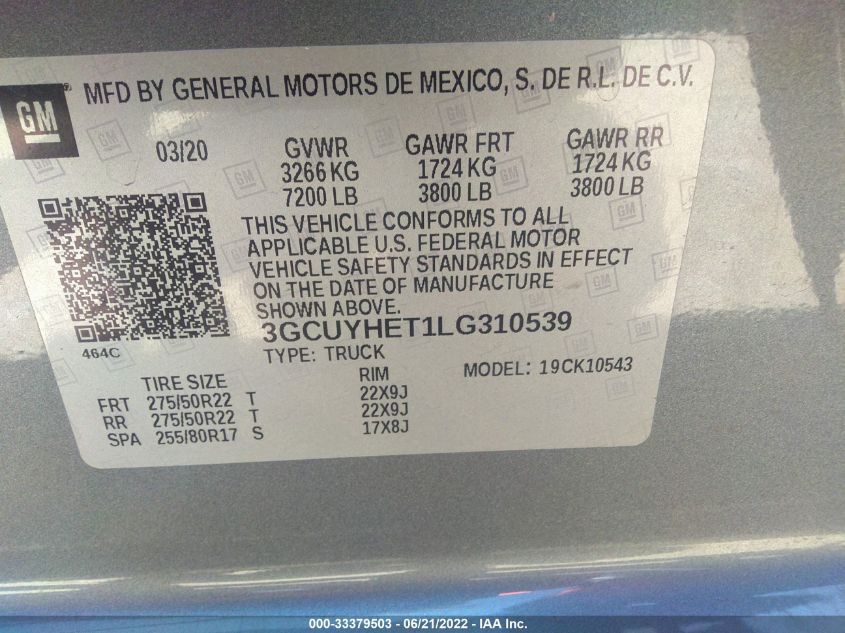 GM
MFD BY GENERAL MOTORS DE MEXICO, S. DE R.L. DE C.V.
03/20 GVWR GAWR FRT GAWR RR
3266 KG 1724 KG 1724 KG
7200 LB 3800 LB 3800 LB
THIS VEHICLE CONFORMS TO ALL
APPLICABLE U.S. FEDERAL MOTOR
VEHICLE SAFETY STANDARDS IN EFFECT
ON THE DATE OF MANUFACTURE
SHOWN ABOVE.
3GCUYHET1LG310539
464C
TYPE: TRUCK
MODEL: 19CK10543
TIRE SIZE RIM
FRT 275/50R22 T 22X9J
RR 275/50R22 T 22X9J
SPA 255/80R17 S 17X8J
000-33379503 - 06/21/2022 - IAA Inc.